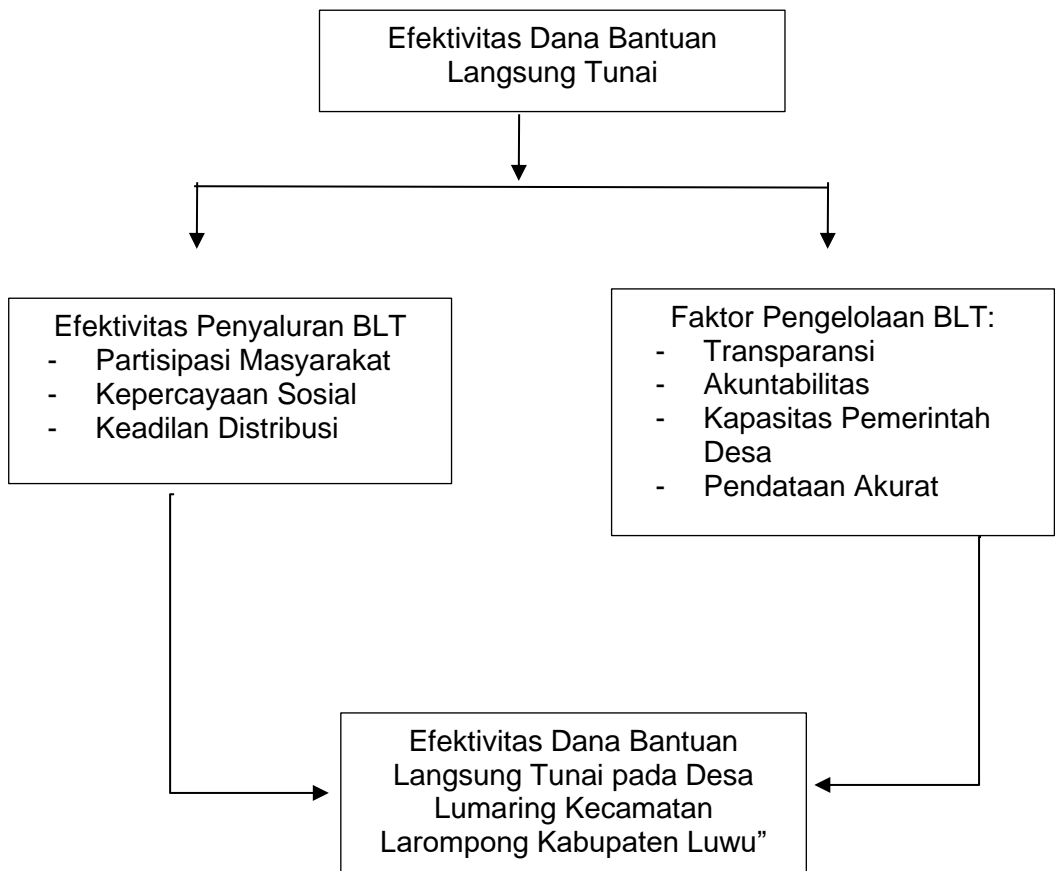 Efektivitas Dana Bantuan
Langsung Tunai
Efektivitas Penyaluran BLT
- Partisipasi Masyarakat
- Kepercayaan Sosial
- Keadilan Distribusi
Faktor Pengelolaan BLT:
- Transparansi
- Akuntabilitas
- Kapasitas Pemerintah
Desa
- Pendataan Akurat
Efektivitas Dana Bantuan
Langsung Tunai pada Desa
Lumaring Kecamatan
Larompong Kabupaten Luwu”